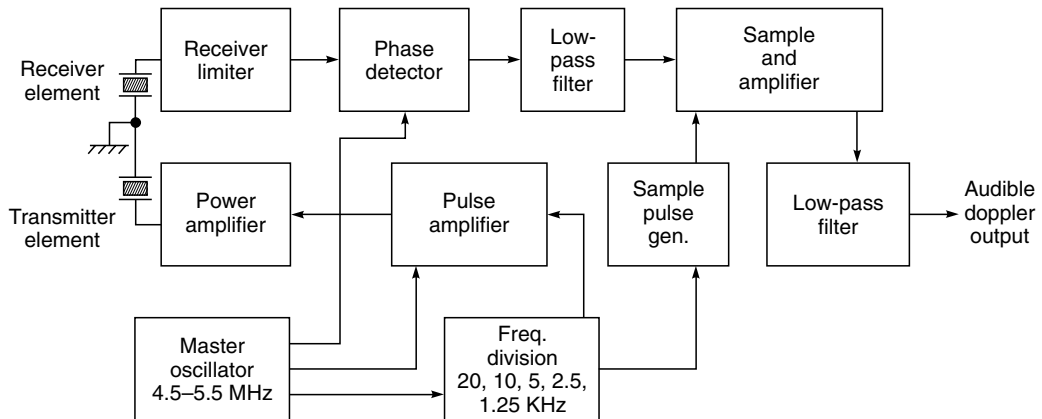 Receiver
element
Receiver
limiter
Phase
detector
Low-
pass
filter
Sample
and
amplifier
Transmitter
element
Power
amplifier
Pulse
amplifier
Sample
pulse
gen.
Low-pass
filter
Audible
doppler
output
Master
oscillator
4.5–5.5 MHz
Freq.
division
20, 10, 5, 2.5,
1.25 KHz